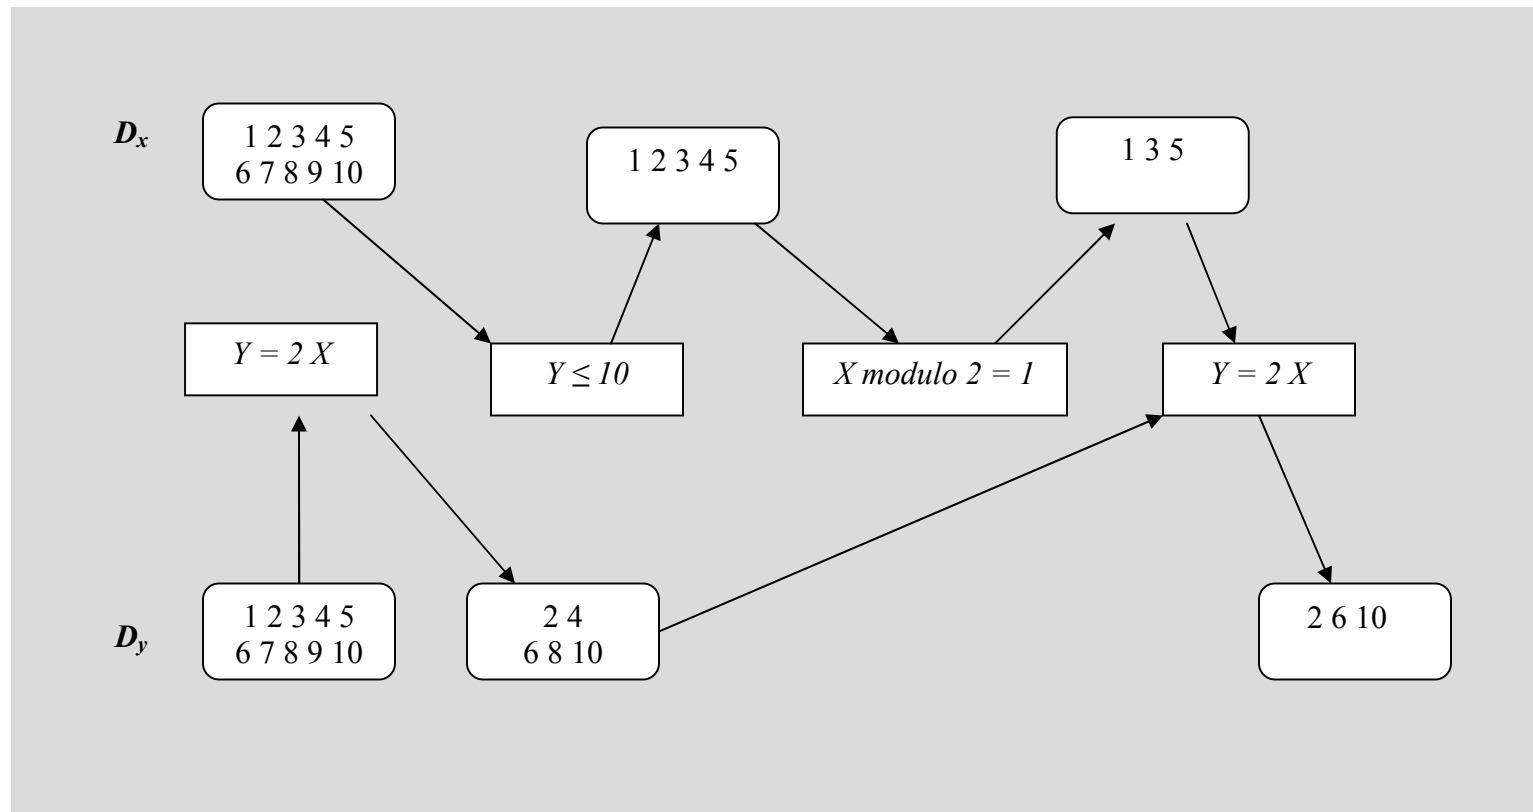 D_x
1 2 3 4 5
6 7 8 9 10
1 2 3 4 5
1 3 5
Y = 2 X
Y ≤ 10
X modulo 2 = 1
Y = 2 X
D_y
1 2 3 4 5
6 7 8 9 10
2 4
6 8 10
2 6 10